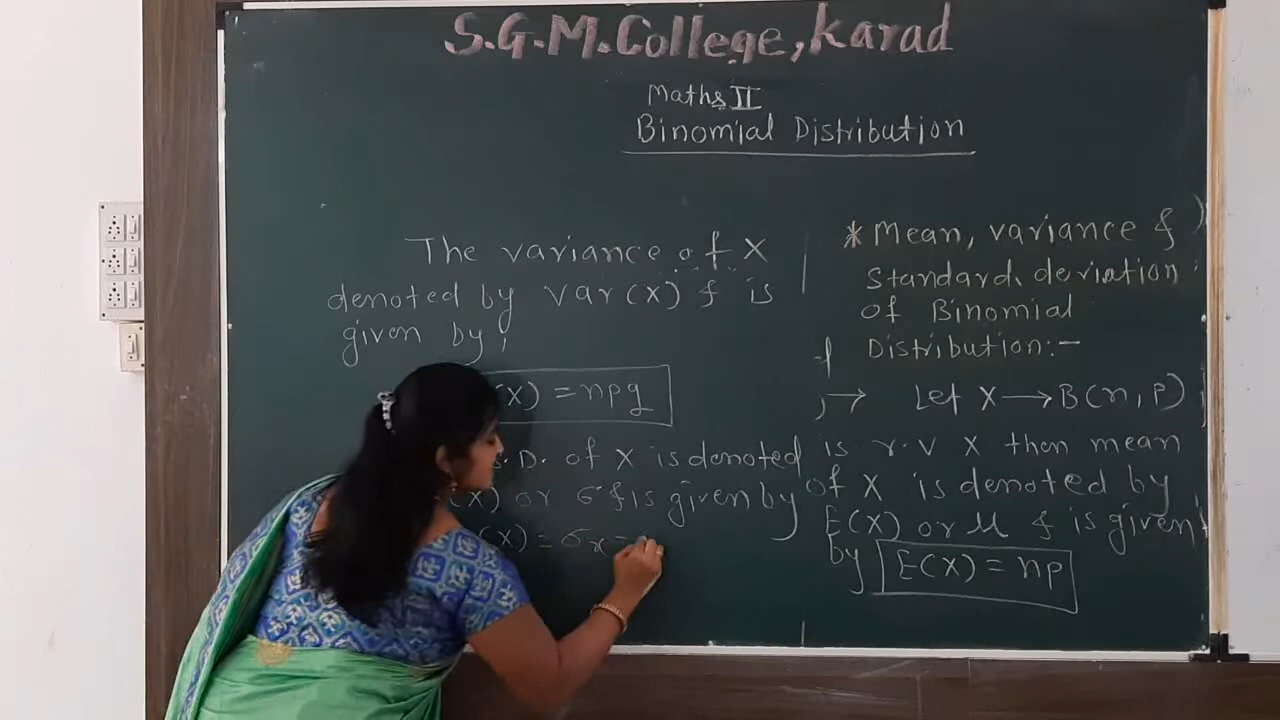 S.G.M. College, Karad
Maths II
Binomial Distribution
* Mean, variance &
standard deviation
of Binomial
Distribution:-
→ Let X → B(n, p)
is r.v X then mean
of X is denoted by
E(X) or μ & is given
by E(X) = np
The variance of X
denoted by Var(X) & is
given by,
(X) = npq
S.D. of X is denoted
(X) or σ & is given by
(X) = σx =